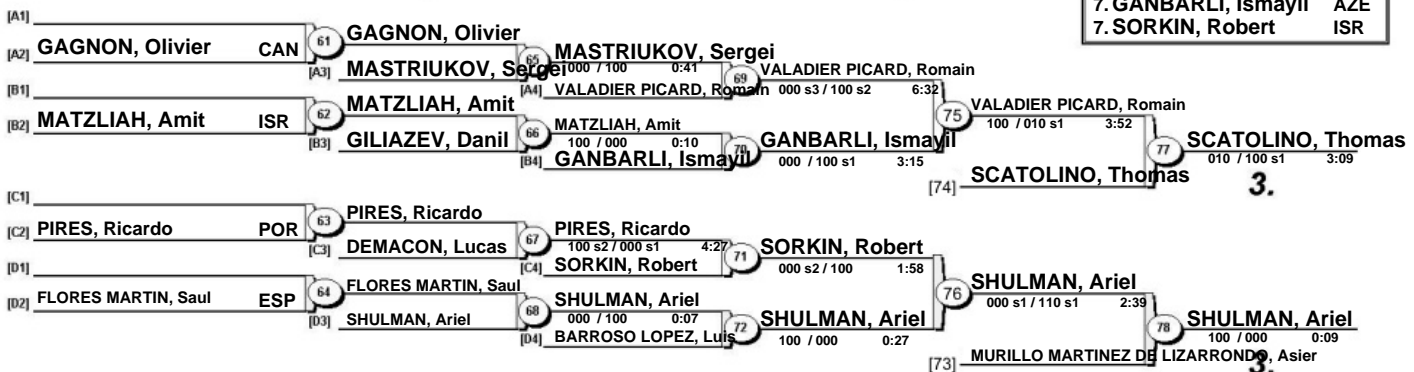 7. GANBARLI, Ismayil AZE
7. SORKIN, Robert ISR
[A1]
[A2] GAGNON, Olivier CAN
61 GAGNON, Olivier
[A3] MASTRIUKOV, Sergei
65 MASTRIUKOV, Sergei
000 / 100 0:41
[A4] VALADIER PICARD, Romain
69 VALADIER PICARD, Romain
000 s3 / 100 s2 6:32
[B1]
[B2] MATZLIAH, Amit ISR
62 MATZLIAH, Amit
[B3] GILIAZEV, Danil
66 MATZLIAH, Amit
100 / 000 0:10
[B4] GANBARLI, Ismayil
70 GANBARLI, Ismayil
000 / 100 s1 3:15
75 VALADIER PICARD, Romain
100 / 010 s1 3:52
[74] SCATOLINO, Thomas
77 SCATOLINO, Thomas
010 / 100 s1 3:09
3.
[C1]
[C2] PIRES, Ricardo POR
63 PIRES, Ricardo
[C3] DEMACON, Lucas
67 PIRES, Ricardo
100 s2 / 000 s1 4:27
[C4] SORKIN, Robert
71 SORKIN, Robert
000 s2 / 100 1:58
[D1]
[D2] FLORES MARTIN, Saul ESP
64 FLORES MARTIN, Saul
[D3] SHULMAN, Ariel
68 SHULMAN, Ariel
000 / 100 0:07
[D4] BARROSO LOPEZ, Luis
72 SHULMAN, Ariel
100 / 000 0:27
76 SHULMAN, Ariel
000 s1 / 110 s1 2:39
[73] MURILLO MARTINEZ DE LIZARRONDO, Asier
78 SHULMAN, Ariel
100 / 000 0:09
3.